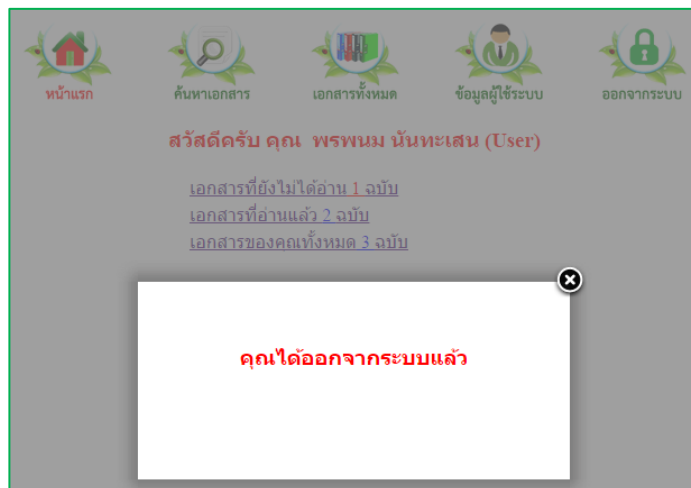 หน้าแรก ค้นหาเอกสาร เอกสารทั้งหมด ข้อมูลผู้ใช้ระบบ ออกจากระบบ
สวัสดีครับ คุณ พรพนม นันทะเสน (User)
เอกสารที่ยังไม่ได้อ่าน 1 ฉบับ
เอกสารที่อ่านแล้ว 2 ฉบับ
เอกสารของคุณทั้งหมด 3 ฉบับ
คุณได้ออกจากระบบแล้ว